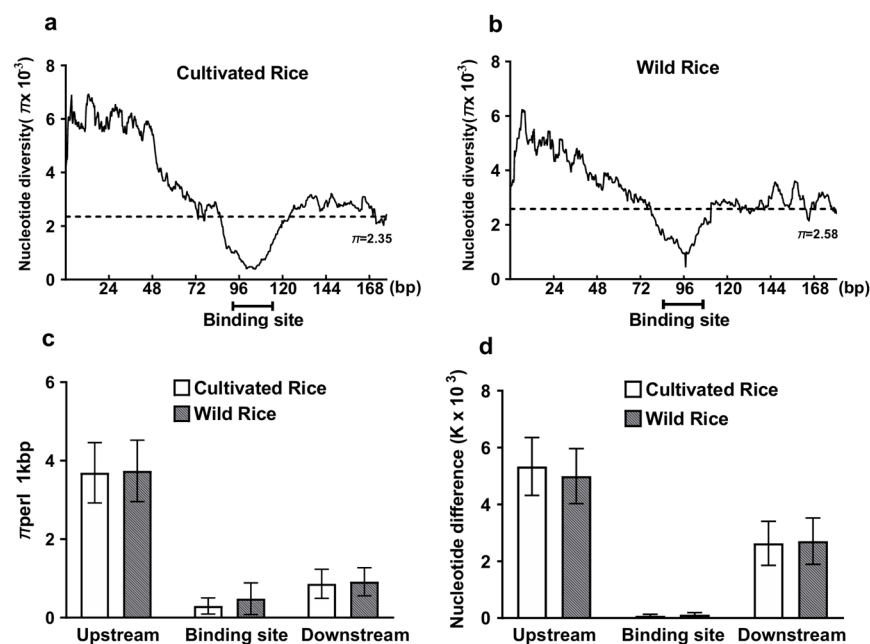 a
Cultivated Rice
Nucleotide diversity( πx 10⁻³)
8
6
4
2
0
π=2.35
24 48 72 96 120 144 168 (bp)
Binding site
b
Wild Rice
Nucleotide diversity(πx 10⁻³)
8
6
4
2
0
π=2.58
24 48 72 96 120 144 168 (bp)
Binding site
c
Cultivated Rice
Wild Rice
πperl 1kbp
6
4
2
0
Upstream Binding site Downstream
d
Cultivated Rice
Wild Rice
Nucleotide difference (K x 10⁻³)
8
6
4
2
0
Upstream Binding site Downstream